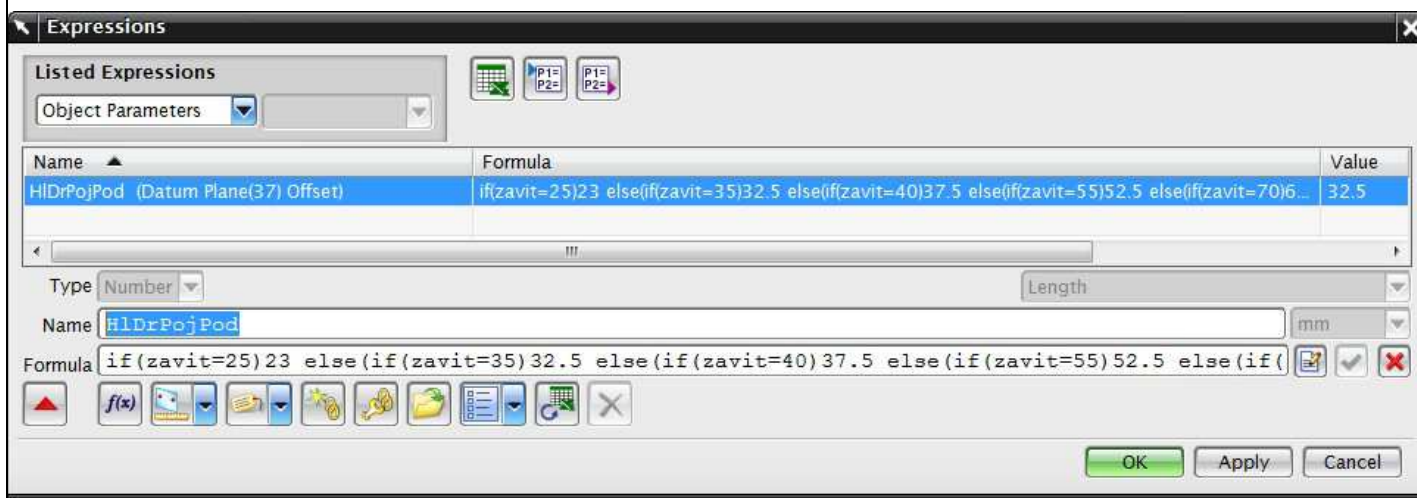 Expressions
Listed Expressions
Object Parameters
P1=
P2=
P1=
P2=
Name Formula Value
HlDrPojPod (Datum Plane(37) Offset) if(zavit=25)23 else(if(zavit=35)32.5 else(if(zavit=40)37.5 else(if(zavit=55)52.5 else(if(zavit=70)6... 32.5
Type Number Length
Name HlDrPojPod mm
Formula if(zavit=25)23 else(if(zavit=35)32.5 else(if(zavit=40)37.5 else(if(zavit=55)52.5 else(if(
f(x)
OK Apply Cancel